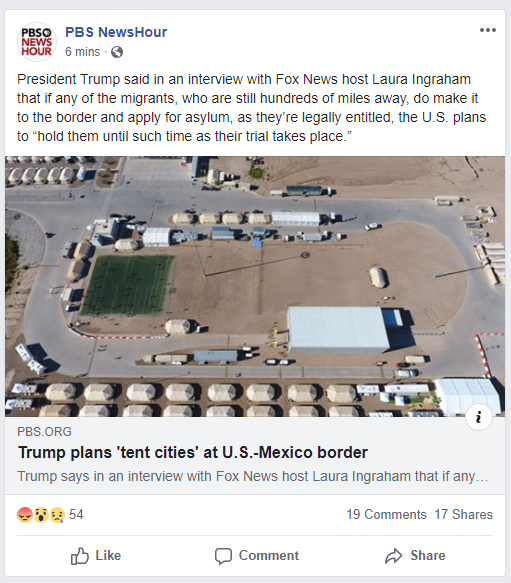 PBS
NEWS
HOUR
PBS NewsHour
6 mins ·
President Trump said in an interview with Fox News host Laura Ingraham
that if any of the migrants, who are still hundreds of miles away, do make it
to the border and apply for asylum, as they’re legally entitled, the U.S. plans
to “hold them until such time as their trial takes place.”
i
PBS.ORG
Trump plans 'tent cities' at U.S.-Mexico border
Trump says in an interview with Fox News host Laura Ingraham that if any…
54 19 Comments 17 Shares
Like Comment Share